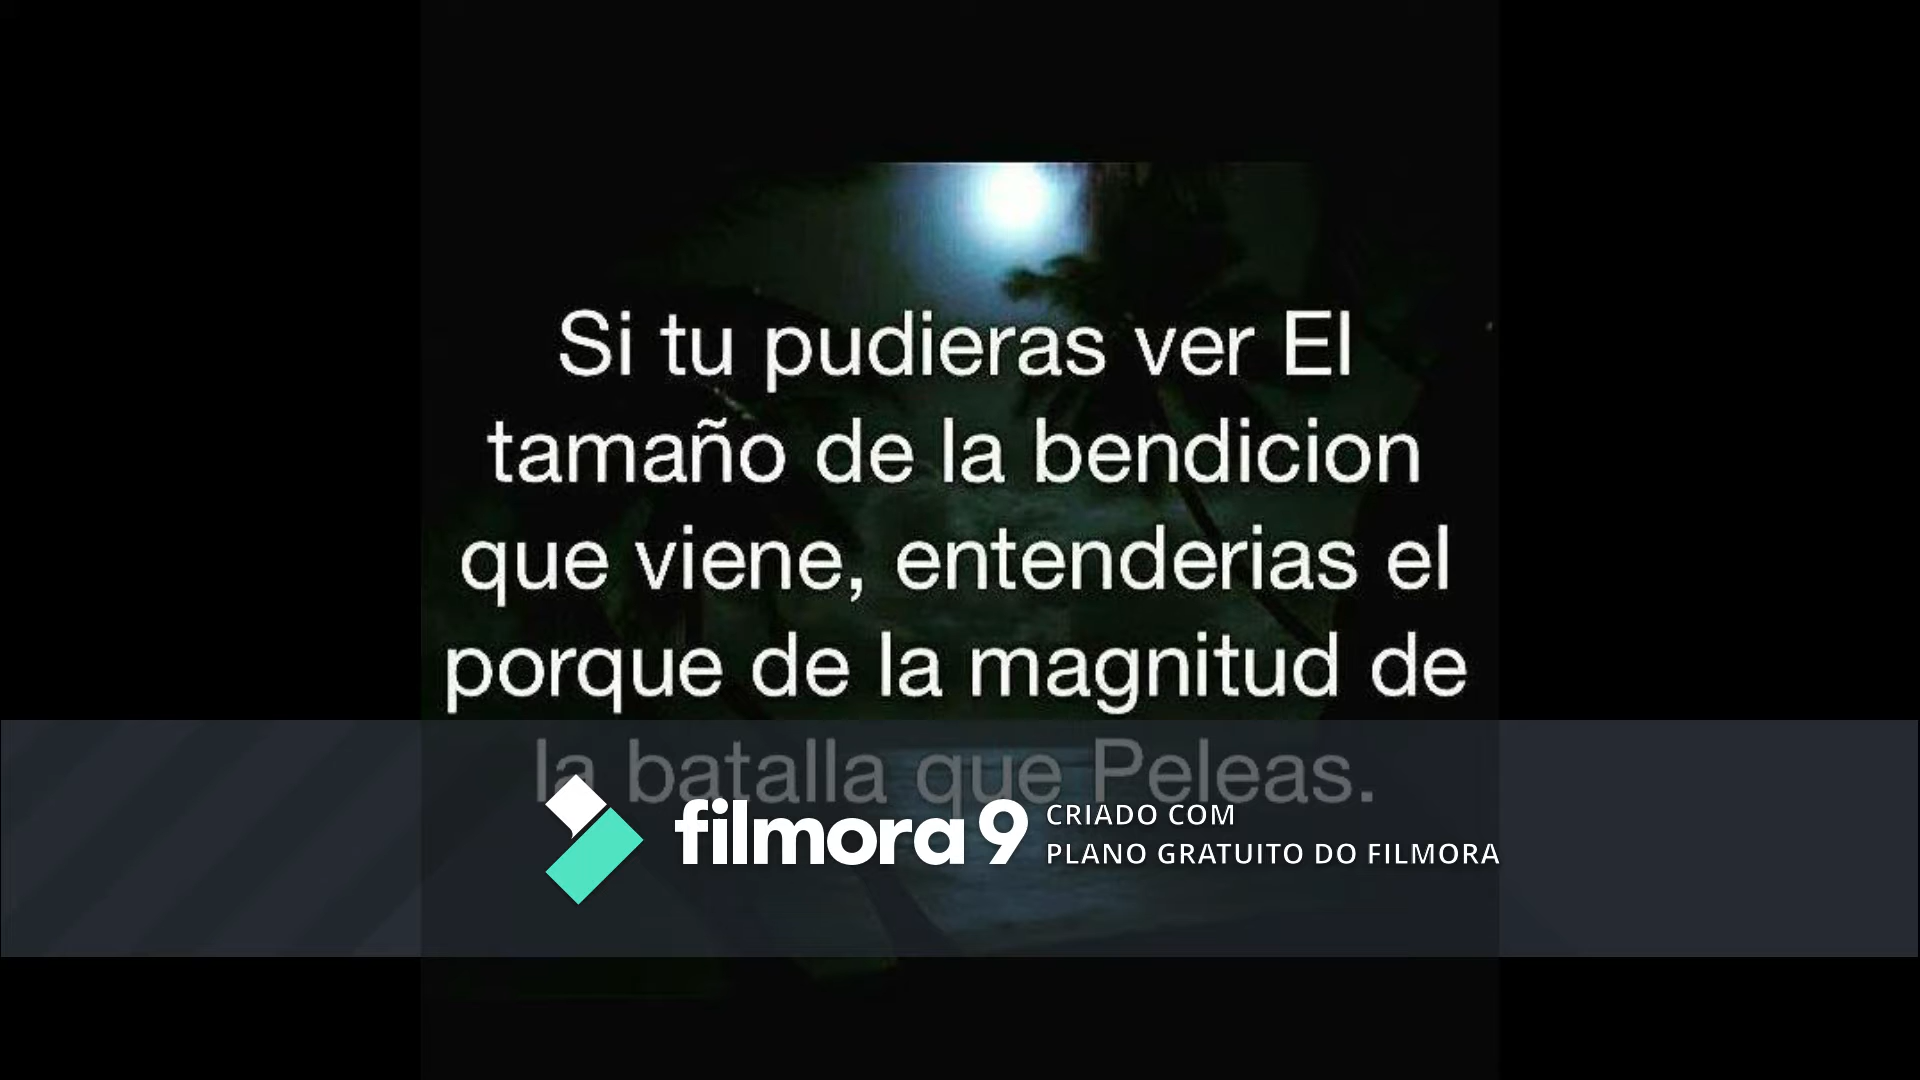 Si tu pudieras ver El
tamaño de la bendicion
que viene, entenderias el
porque de la magnitud de
la batalla que Peleas.
filmora9
CRIADO COM
PLANO GRATUITO DO FILMORA